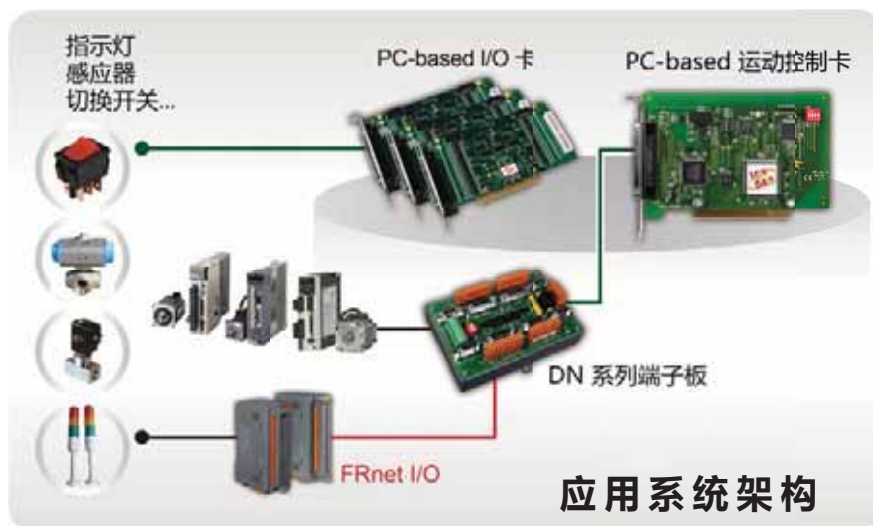 指示灯
感应器
切换开关...
PC-based I/O 卡
PC-based 运动控制卡
DN 系列端子板
FRnet I/O
应用系统架构